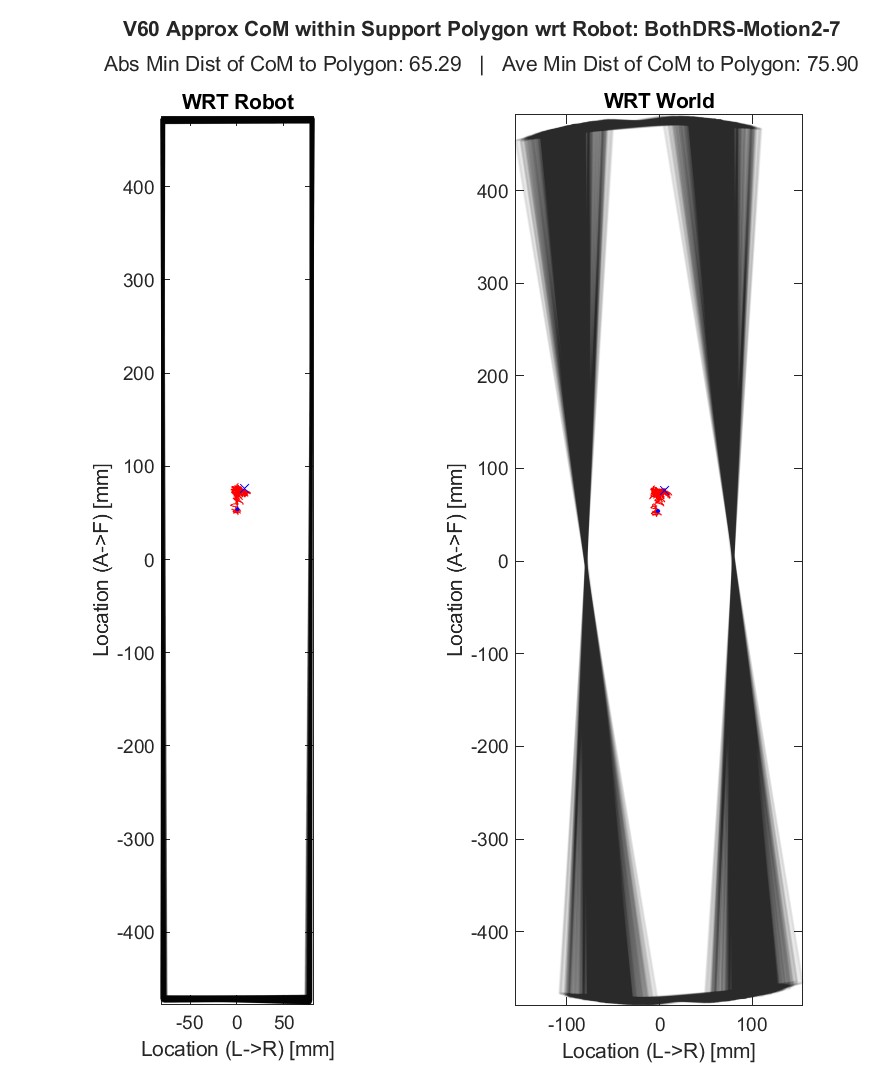 V60 Approx CoM within Support Polygon wrt Robot: BothDRS-Motion2-7
Abs Min Dist of CoM to Polygon: 65.29   |   Ave Min Dist of CoM to Polygon: 75.90
WRT Robot
400
300
200
100
0
-100
-200
-300
-400
Location (A->F) [mm]
-50 0 50
Location (L->R) [mm]
WRT World
400
300
200
100
0
-100
-200
-300
-400
Location (A->F) [mm]
-100 0 100
Location (L->R) [mm]